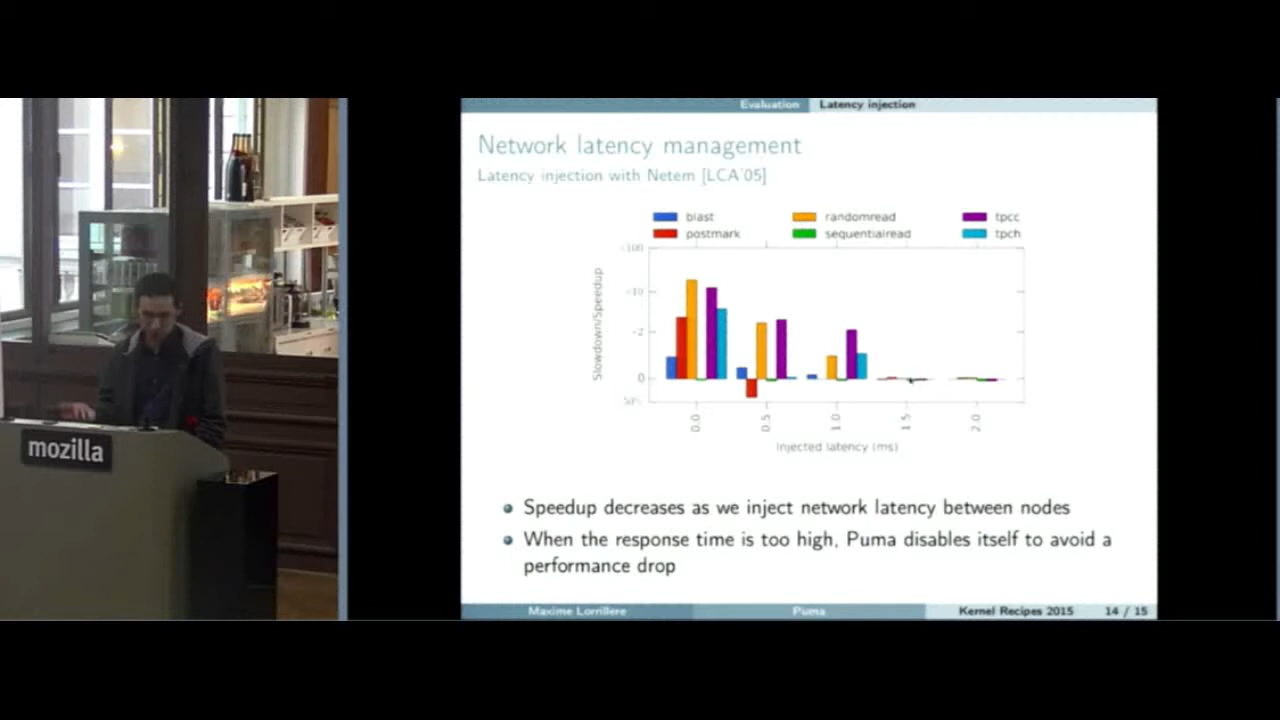 Evaluation Latency injection
Network latency management
Latency injection with Netem [LCA'05]
blast randomread tpcc
postmark sequentialread tpch
Slowdown/Speedup
0
0.0 0.5 1.0 1.5 2.0
Injected latency (ms)
Speedup decreases as we inject network latency between nodes
When the response time is too high, Puma disables itself to avoid a
performance drop
Maxime Lorrillere Puma Kernel Recipes 2015 14 / 15
mozilla